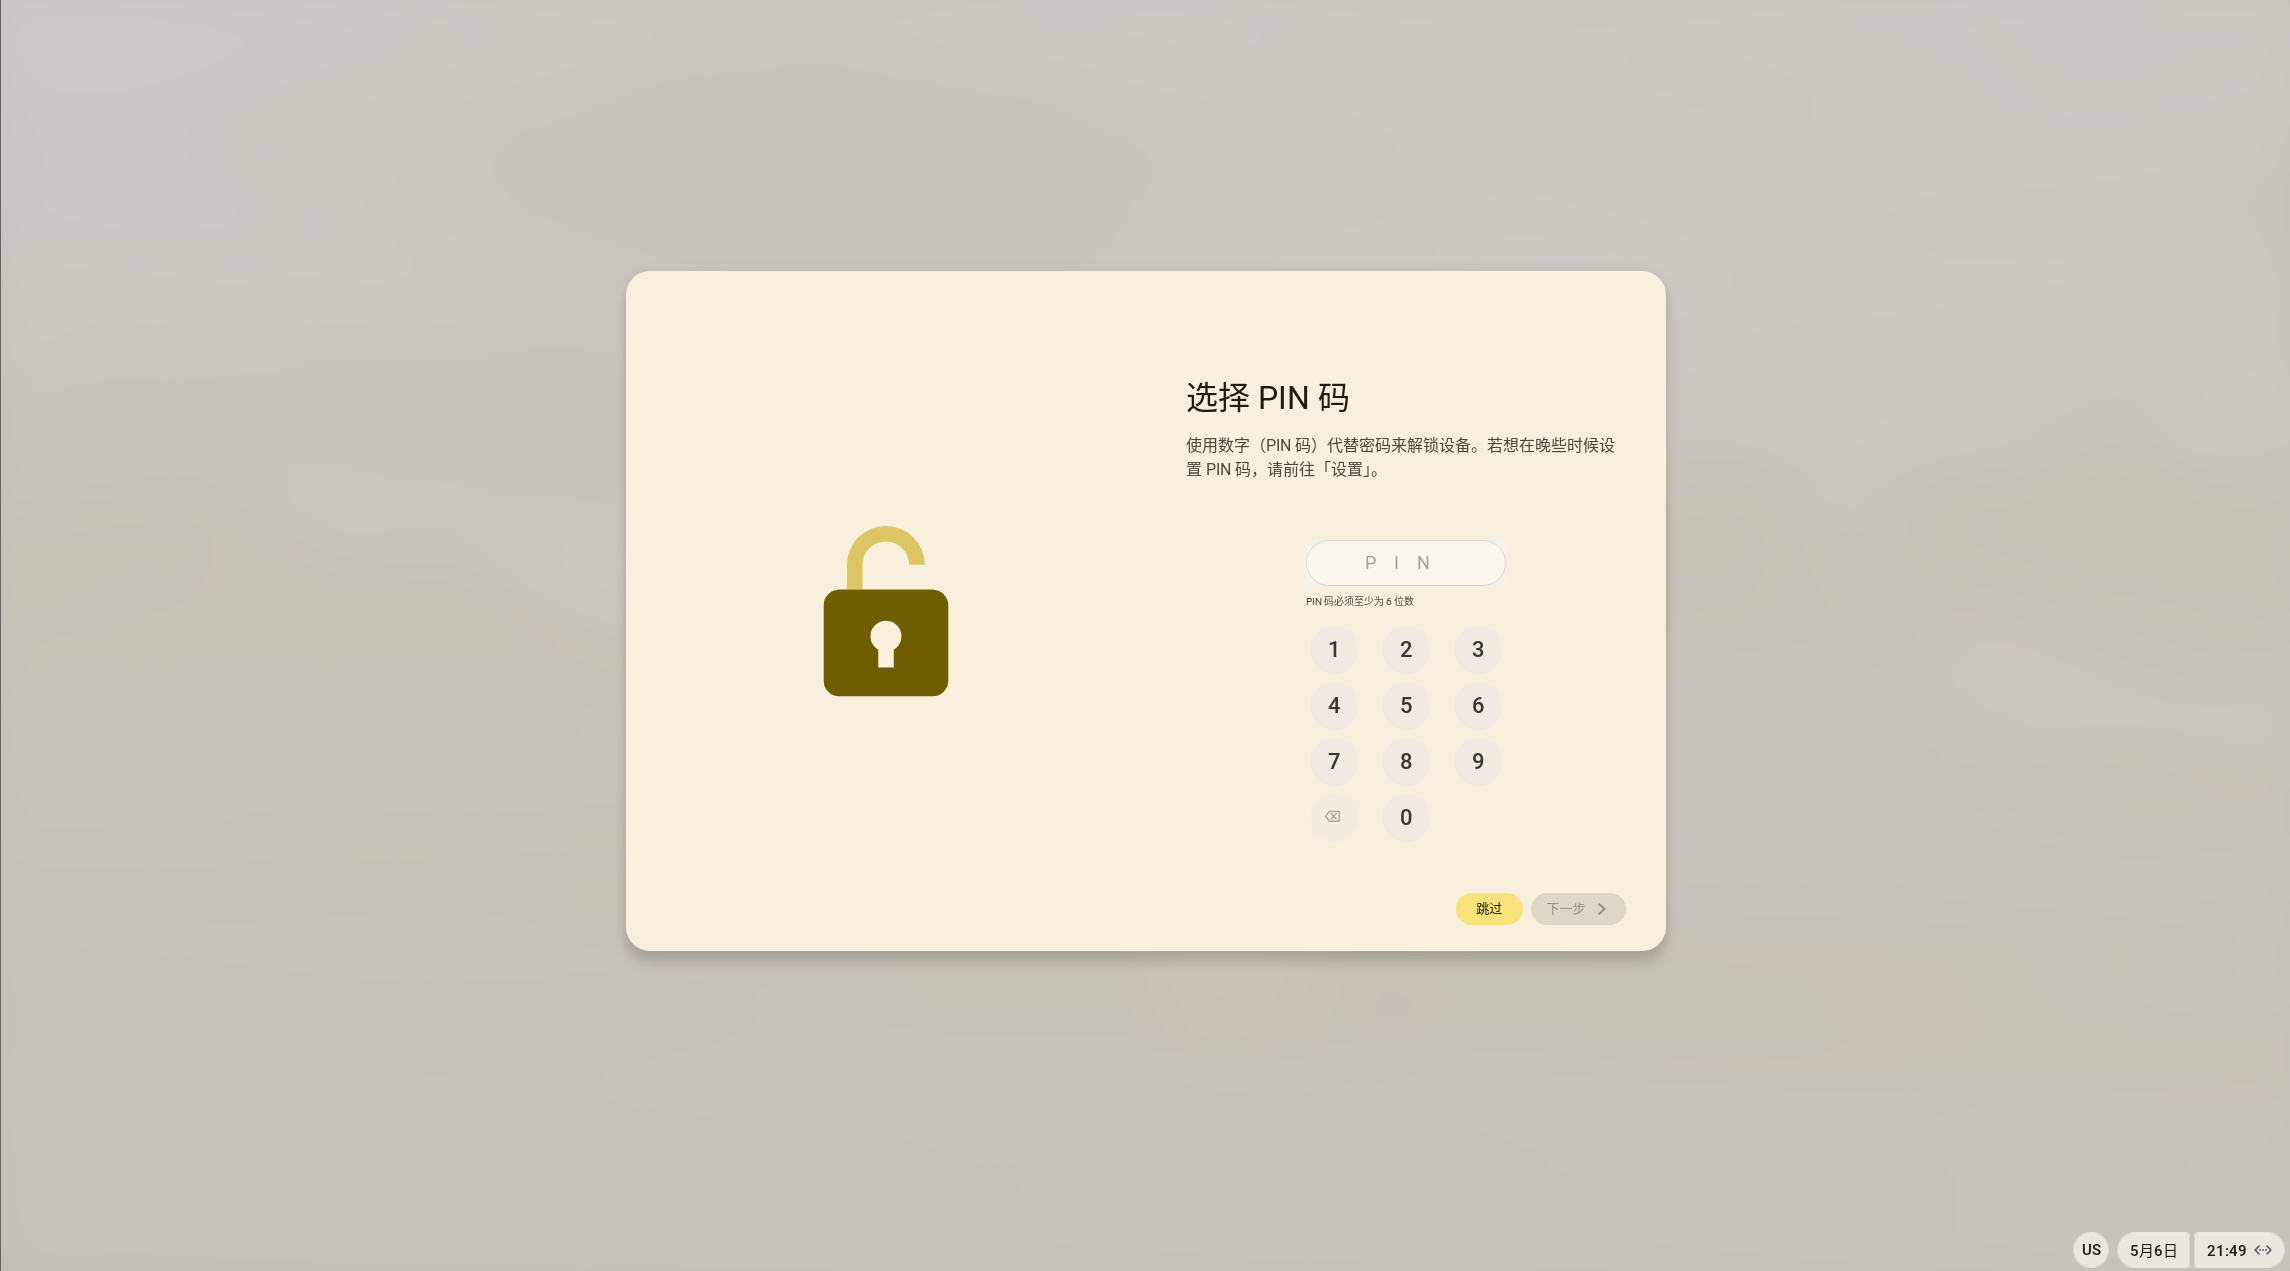 选择 PIN 码
使用数字（PIN 码）代替密码来解锁设备。若想在晚些时候设
置 PIN 码，请前往「设置」。
PIN
PIN 码必须至少为 6 位数
1 2 3
4 5 6
7 8 9
0
跳过 下一步
US 5月6日 21:49